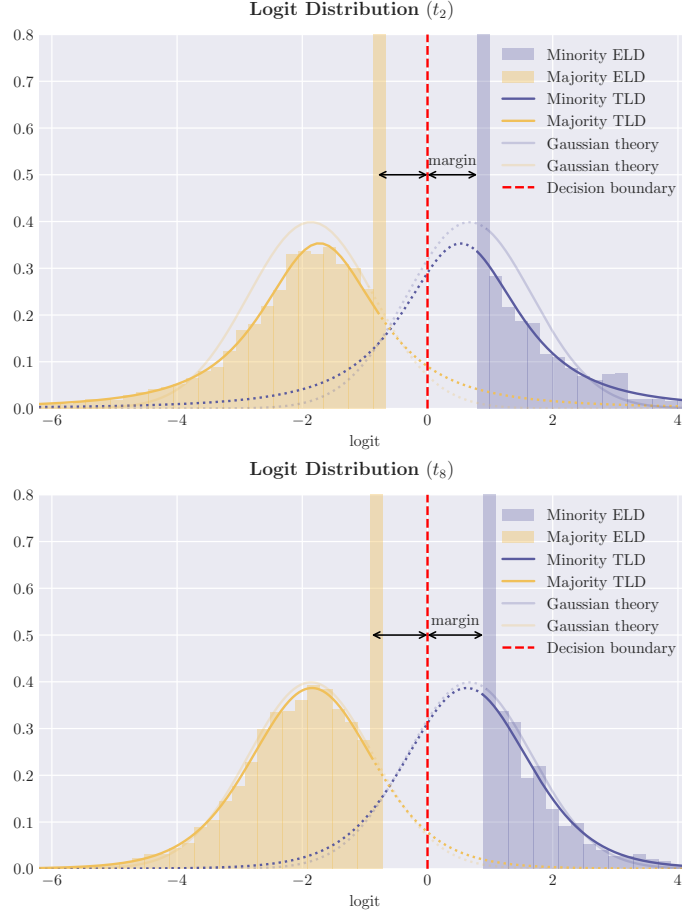 Logit Distribution (t₂)
0.8
0.7
0.6
0.5
0.4
0.3
0.2
0.1
0.0
Minority ELD
Majority ELD
Minority TLD
Majority TLD
Gaussian theory
Gaussian theory
Decision boundary
margin
−6 −4 −2 0 2 4
logit
Logit Distribution (t₈)
0.8
0.7
0.6
0.5
0.4
0.3
0.2
0.1
0.0
Minority ELD
Majority ELD
Minority TLD
Majority TLD
Gaussian theory
Gaussian theory
Decision boundary
margin
−6 −4 −2 0 2 4
logit